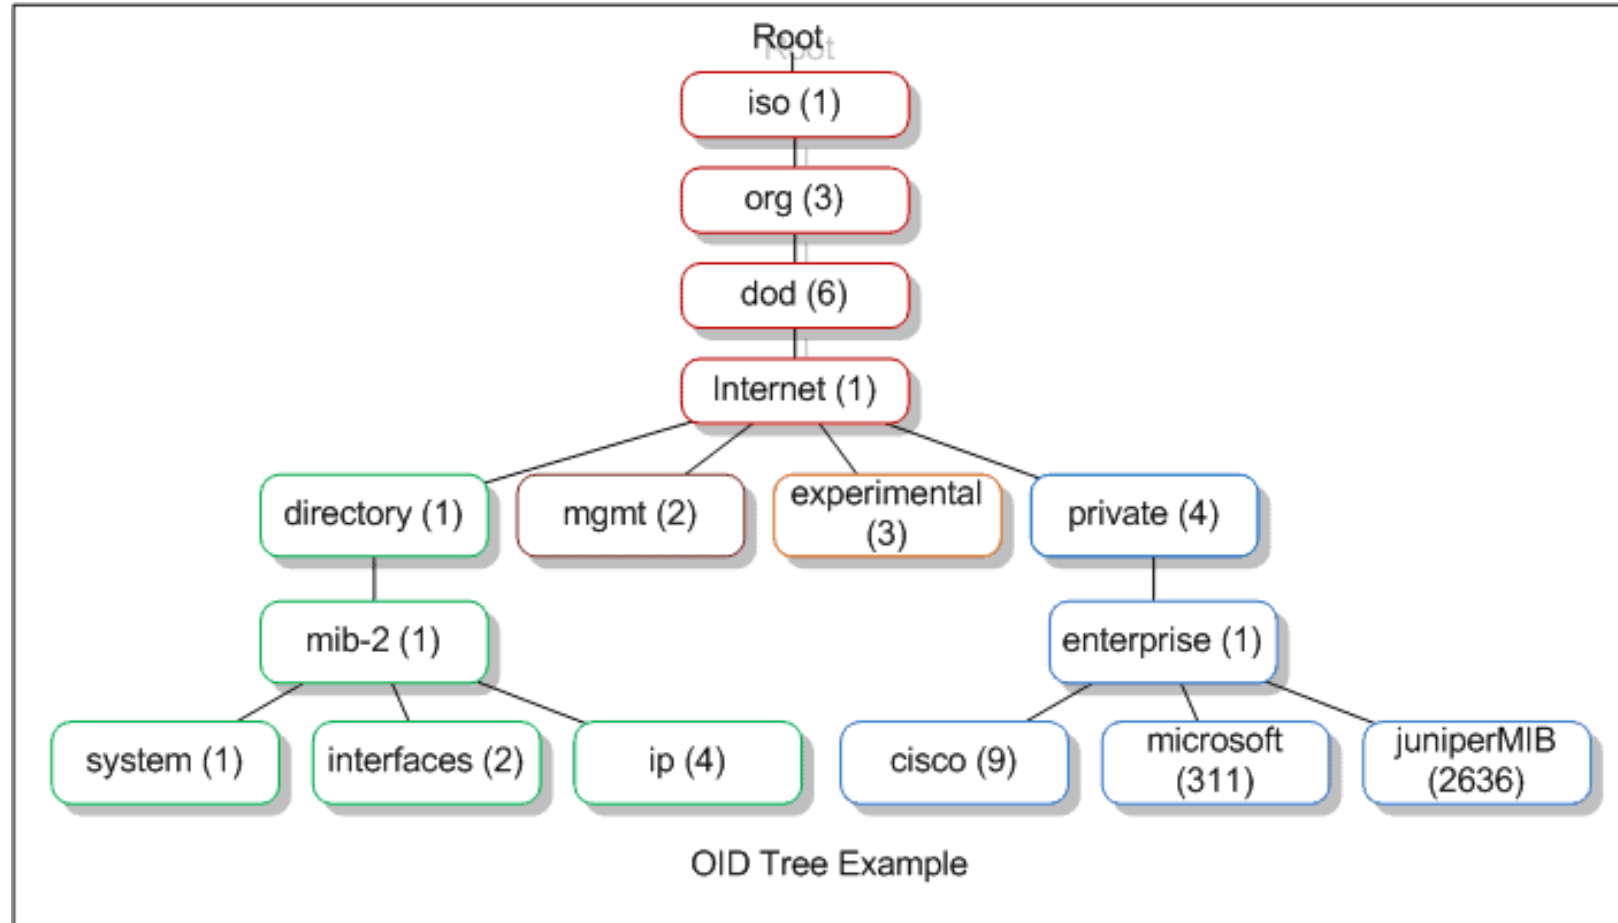 Root
iso (1)
org (3)
dod (6)
Internet (1)
directory (1)
mgmt (2)
experimental
(3)
private (4)
mib-2 (1)
enterprise (1)
system (1)
interfaces (2)
ip (4)
cisco (9)
microsoft
(311)
juniperMIB
(2636)
OID Tree Example